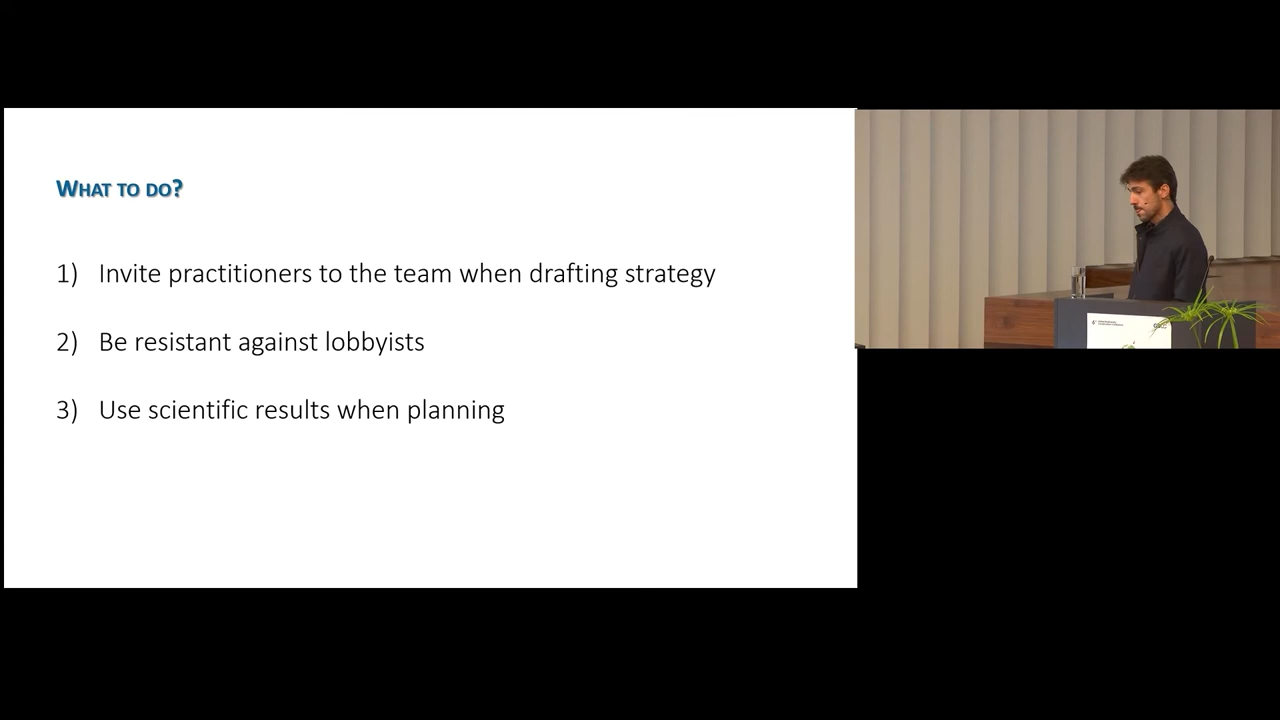 WHAT TO DO?
1) Invite practitioners to the team when drafting strategy
2) Be resistant against lobbyists
3) Use scientific results when planning